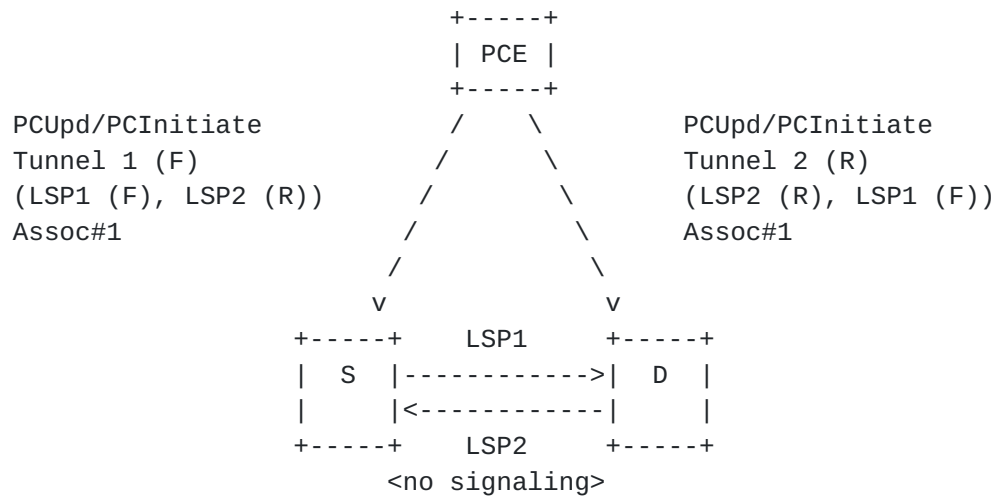 +-----+
| PCE |
+-----+
PCUpd/PCInitiate / \ PCUpd/PCInitiate
Tunnel 1 (F) / \ Tunnel 2 (R)
(LSP1 (F), LSP2 (R)) / \ (LSP2 (R), LSP1 (F))
Assoc#1 / \ Assoc#1
/ \
v v
+-----+ LSP1 +-----+
| S |------------>| D |
| |<------------| |
+-----+ LSP2 +-----+
<no signaling>